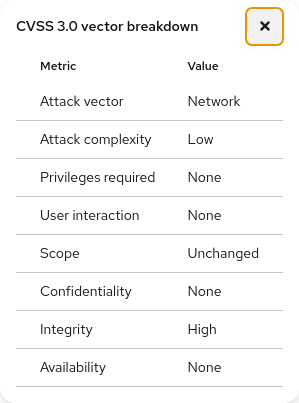 CVSS 3.0 vector breakdown
Metric Value
Attack vector Network
Attack complexity Low
Privileges required None
User interaction None
Scope Unchanged
Confidentiality None
Integrity High
Availability None